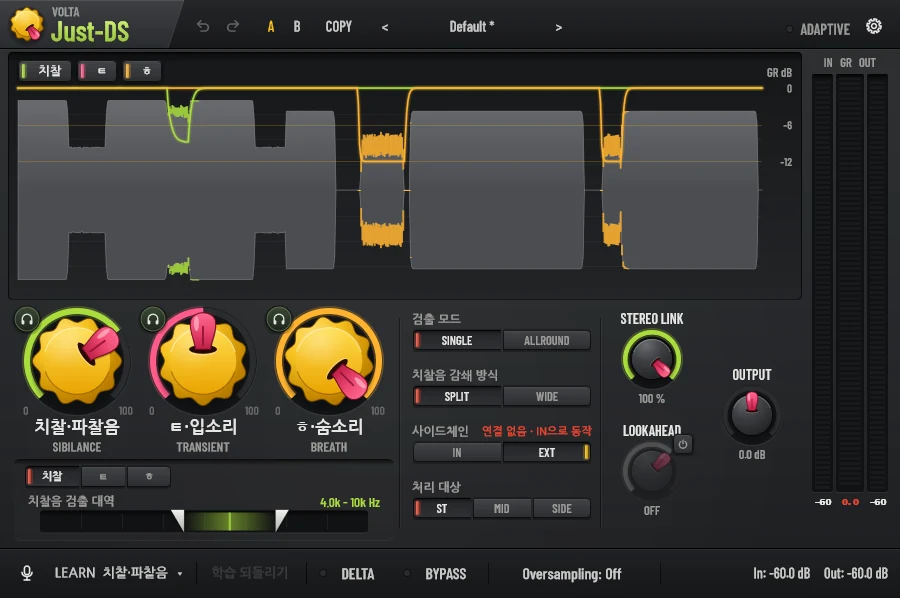 VOLTA
Just-DS
A B COPY < Default * >
ADAPTIVE
치찰 ㅌ ㅎ
GR dB
0
-6
-12
IN GR OUT
-60 0.0 -60
0 100 0 100 0 100
치찰·파찰음 ㅌ·입소리 ㅎ·숨소리
SIBILANCE TRANSIENT BREATH
치찰 ㅌ ㅎ
치찰음 검출 대역 4.0k - 10k Hz
검출 모드
SINGLE ALLROUND
치찰음 감쇄 방식
SPLIT WIDE
사이드체인 연결 없음 - IN으로 동작
IN EXT
처리 대상
ST MID SIDE
STEREO LINK
100 %
LOOKAHEAD
OFF
OUTPUT
0.0 dB
LEARN 치찰·파찰음 학습 되돌리기 DELTA BYPASS Oversampling: Off In: -60.0 dB Out: -60.0 dB